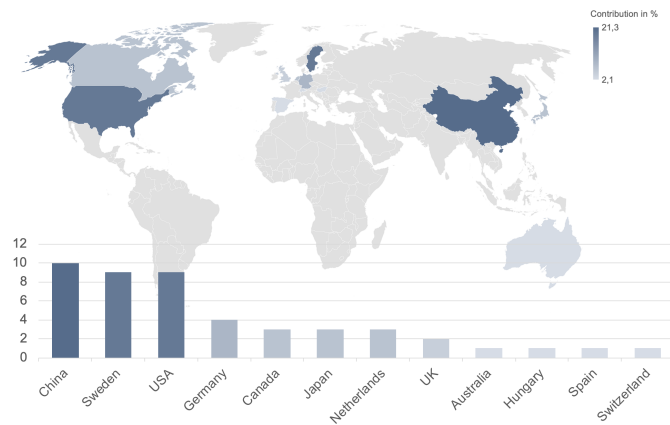 Contribution in %
21,3
2,1
12
10
8
6
4
2
0
China
Sweden
USA
Germany
Canada
Japan
Netherlands
UK
Australia
Hungary
Spain
Switzerland